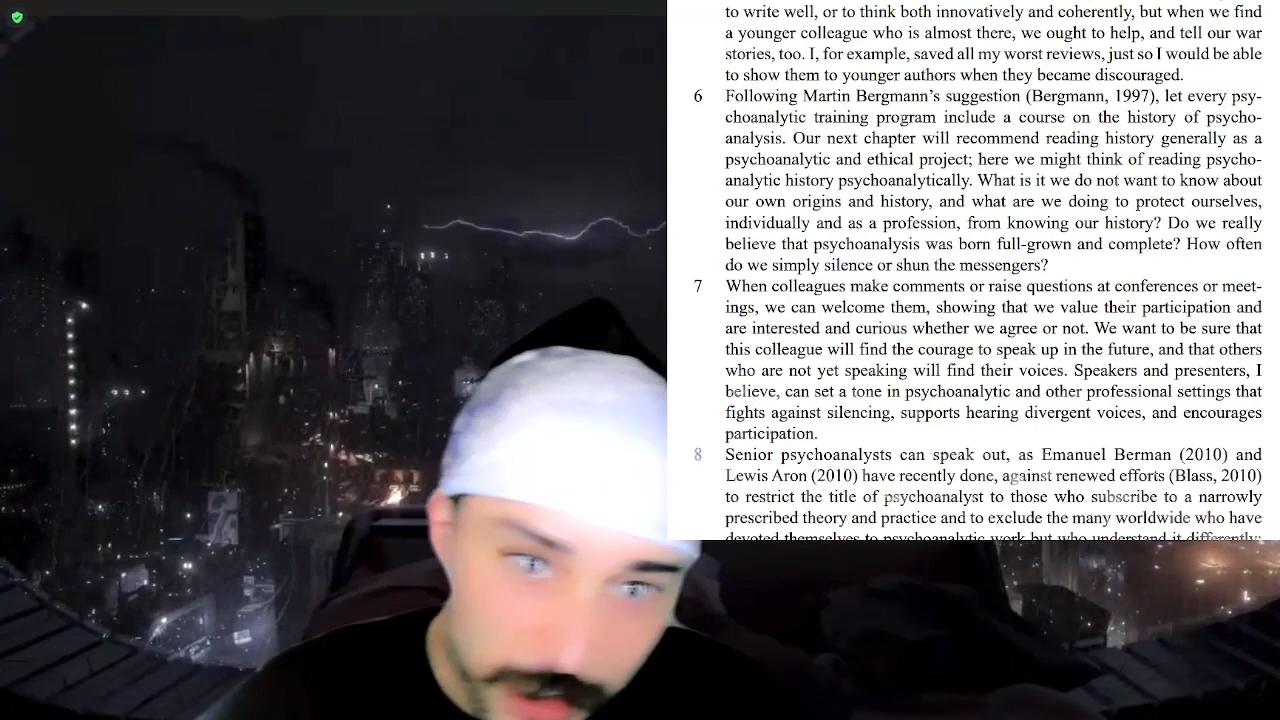 to write well, or to think both innovatively and coherently, but when we find
a younger colleague who is almost there, we ought to help, and tell our war
stories, too. I, for example, saved all my worst reviews, just so I would be able
to show them to younger authors when they became discouraged.
6 Following Martin Bergmann's suggestion (Bergmann, 1997), let every psy-
choanalytic training program include a course on the history of psycho-
analysis. Our next chapter will recommend reading history generally as a
psychoanalytic and ethical project; here we might think of reading psycho-
analytic history psychoanalytically. What is it we do not want to know about
our own origins and history, and what are we doing to protect ourselves,
individually and as a profession, from knowing our history? Do we really
believe that psychoanalysis was born full-grown and complete? How often
do we simply silence or shun the messengers?
7 When colleagues make comments or raise questions at conferences or meet-
ings, we can welcome them, showing that we value their participation and
are interested and curious whether we agree or not. We want to be sure that
this colleague will find the courage to speak up in the future, and that others
who are not yet speaking will find their voices. Speakers and presenters, I
believe, can set a tone in psychoanalytic and other professional settings that
fights against silencing, supports hearing divergent voices, and encourages
participation.
8 Senior psychoanalysts can speak out, as Emanuel Berman (2010) and
Lewis Aron (2010) have recently done, against renewed efforts (Blass, 2010)
to restrict the title of psychoanalyst to those who subscribe to a narrowly
prescribed theory and practice and to exclude the many worldwide who have
devoted themselves to psychoanalytic work but who understand it differently;